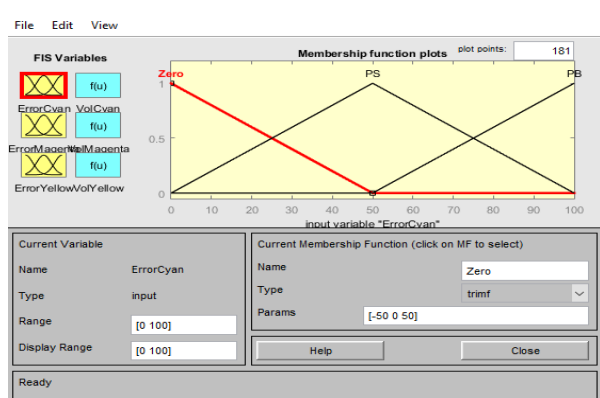 File Edit View
FIS Variables
Membership function plots
plot points: 181
f(u)
ErrorCyan VolCyan
f(u)
ErrorMagenta VolMagenta
f(u)
ErrorYellow VolYellow
Zero PS PB
1
0.5
0
0 10 20 30 40 50 60 70 80 90 100
input variable "ErrorCyan"
Current Variable
Name ErrorCyan
Type input
Range [0 100]
Display Range [0 100]
Current Membership Function (click on MF to select)
Name Zero
Type trimf
Params [-50 0 50]
Help Close
Ready